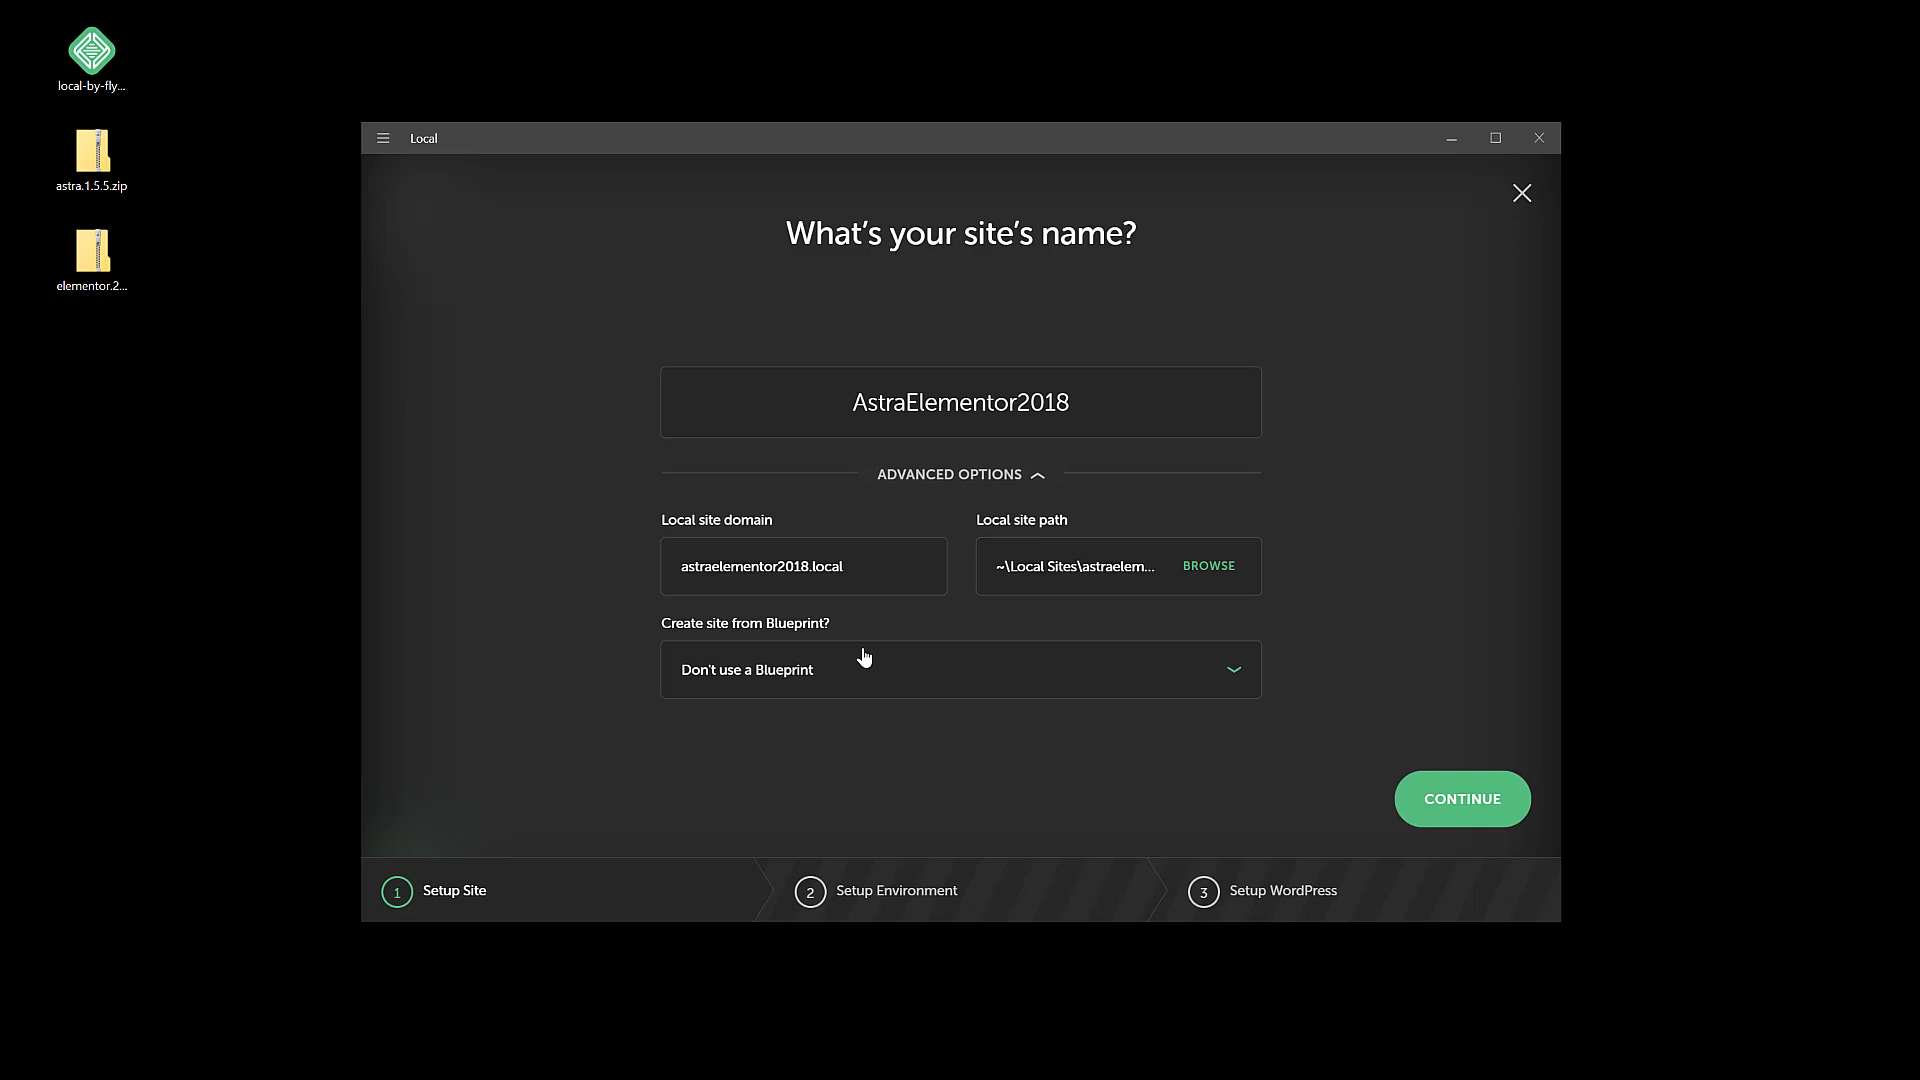 local-by-fly...
astra.1.5.5.zip
elementor.2...
Local
What's your site's name?
AstraElementor2018
ADVANCED OPTIONS
Local site domain
Local site path
astraelementor2018.local
~\Local Sites\astraelem...
BROWSE
Create site from Blueprint?
Don't use a Blueprint
CONTINUE
1 Setup Site
2 Setup Environment
3 Setup WordPress